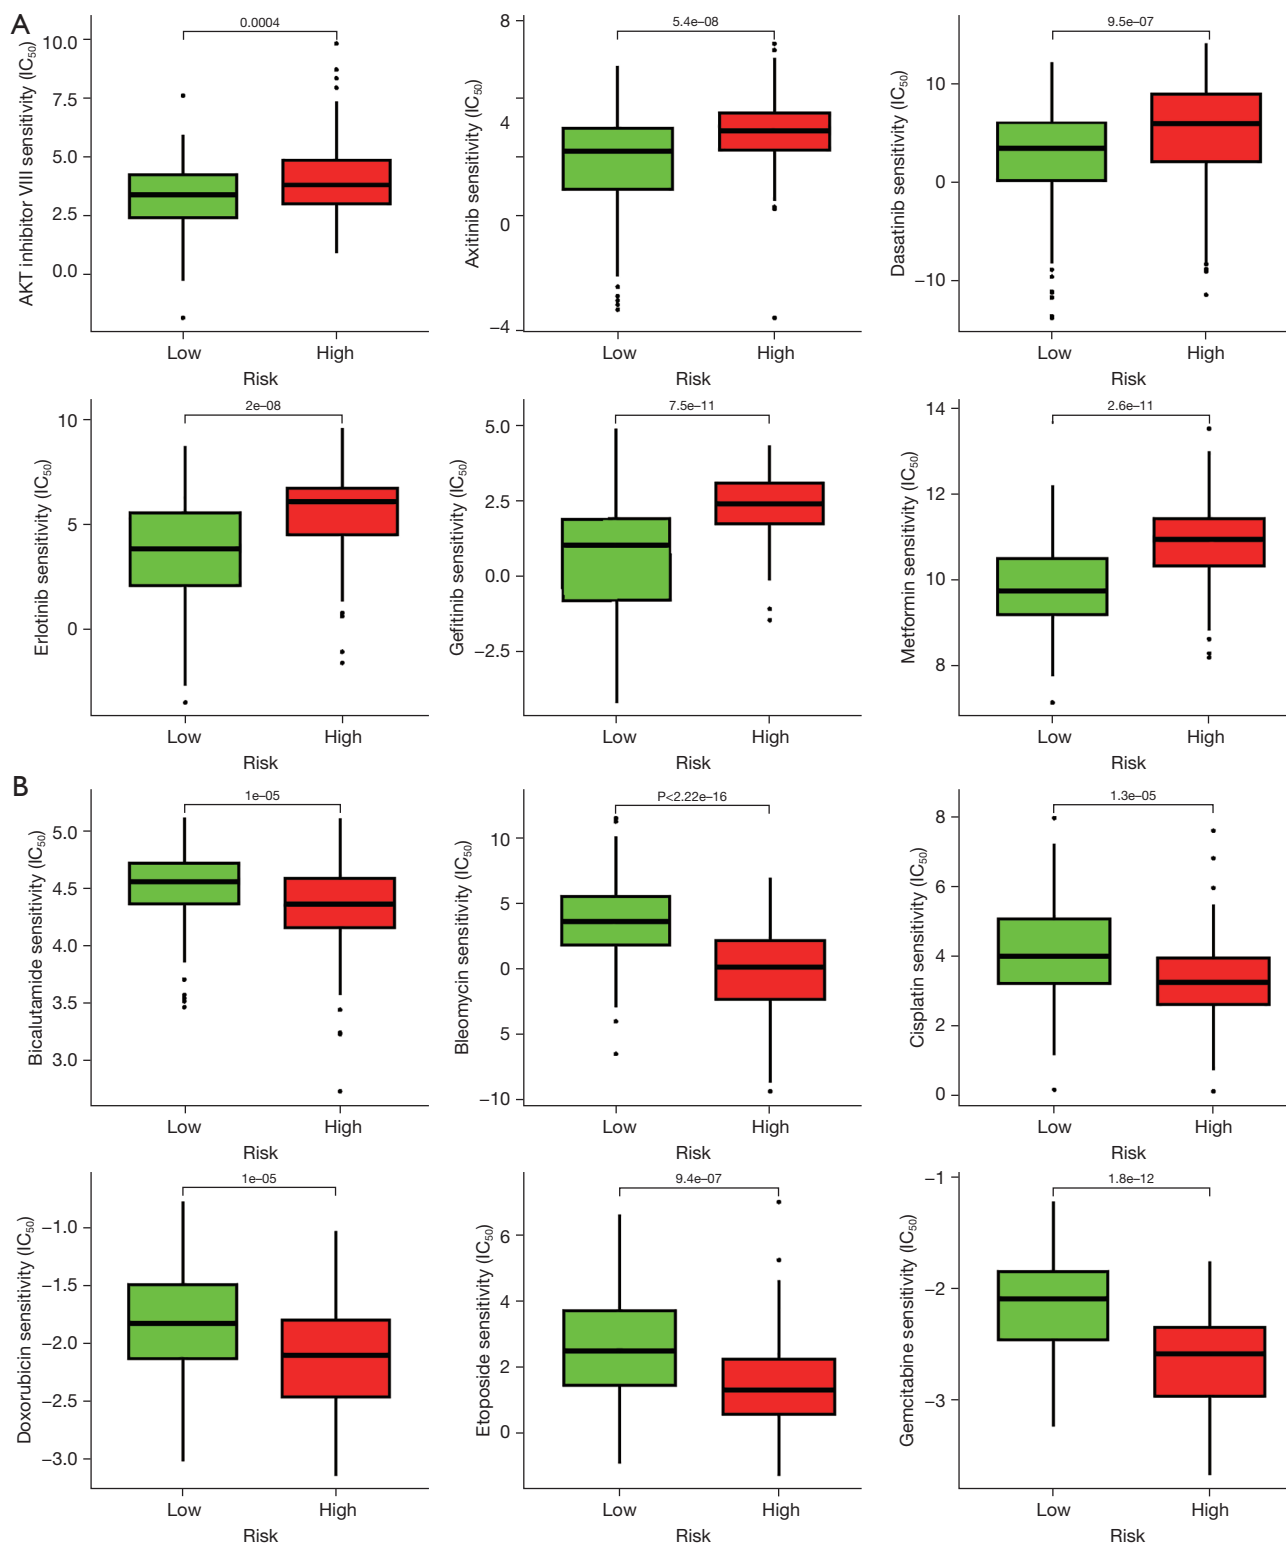 A
0.0004
AKT inhibitor VIII sensitivity (IC50)
10.0
7.5
5.0
2.5
0.0
Low
High
Risk
5.4e–08
Axitinib sensitivity (IC50)
8
4
0
–4
Low
High
Risk
9.5e–07
Dasatinib sensitivity (IC50)
10
0
–10
Low
High
Risk
2e–08
Erlotinib sensitivity (IC50)
10
5
0
Low
High
Risk
7.5e–11
Gefitinib sensitivity (IC50)
5.0
2.5
0.0
–2.5
Low
High
Risk
2.6e–11
Metformin sensitivity (IC50)
14
12
10
8
Low
High
Risk
B
1e–05
Bicalutamide sensitivity (IC50)
5.0
4.5
4.0
3.5
3.0
Low
High
Risk
P<2.22e–16
Bleomycin sensitivity (IC50)
10
5
0
5
–10
Low
High
Risk
1.3e–05
Cisplatin sensitivity (IC50)
8
6
4
2
0
Low
High
Risk
1e–05
Doxorubicin sensitivity (IC50)
–1.0
–1.5
–2.0
–2.5
–3.0
Low
High
Risk
9.4e–07
Etoposide sensitivity (IC50)
6
4
2
0
Low
High
Risk
1.8e–12
Gemcitabine sensitivity (IC50)
–1
–2
–3
Low
High
Risk